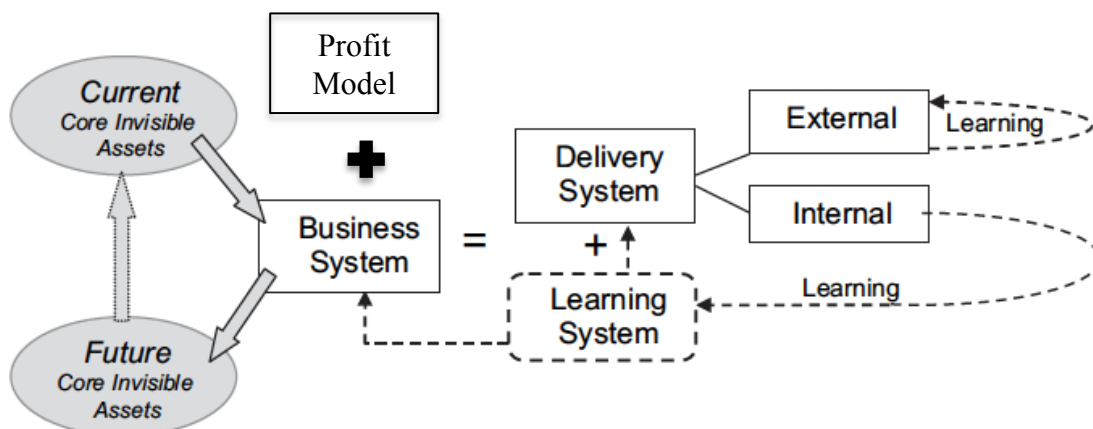 Profit
Model
Current
Core Invisible
Assets
External
Learning
Delivery
System
Internal
Business
System
=
+
Learning
System
Learning
Future
Core Invisible
Assets